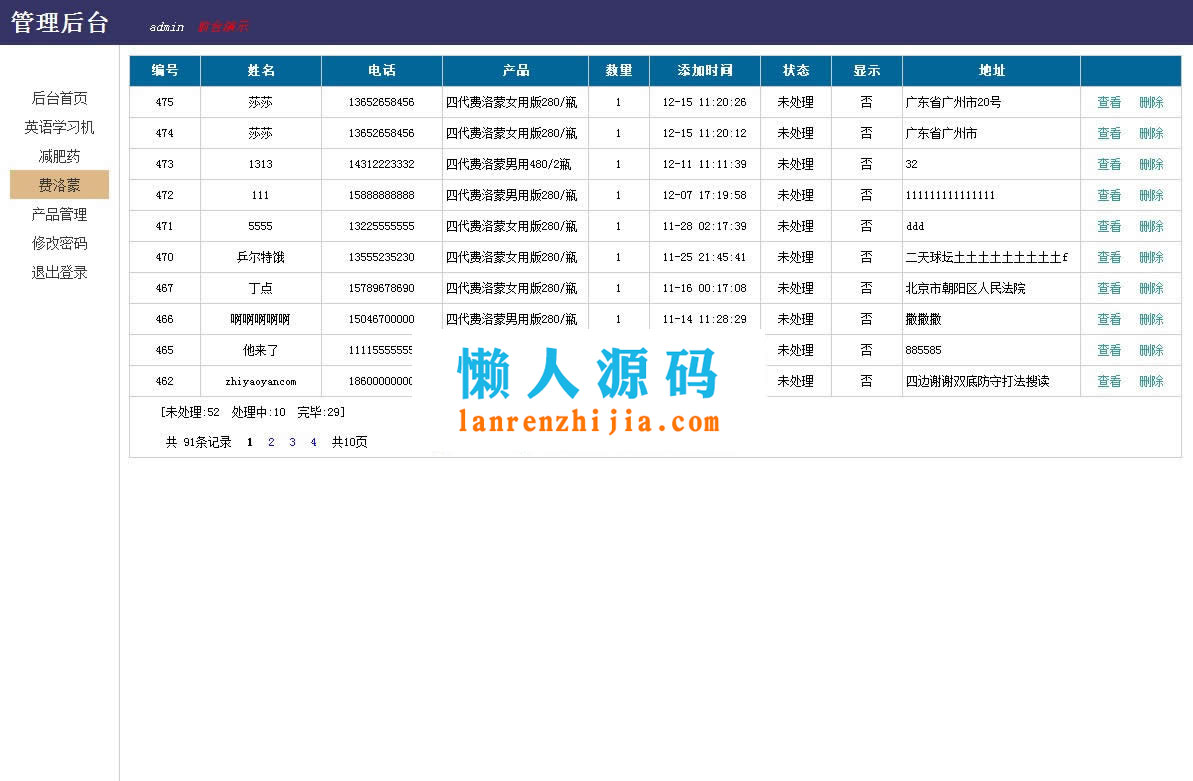 管理后台 admin 前台演示
后台首页
英语学习机
减肥药
费洛蒙
产品管理
修改密码
退出登录
编号 姓名 电话 产品 数量 添加时间 状态 显示 地址
475 莎莎 13652658456 四代费洛蒙女用版280/瓶 1 12-15 11:20:26 未处理 否 广东省广州市20号 查看 删除
474 莎莎 13652658456 四代费洛蒙女用版280/瓶 1 12-15 11:20:12 未处理 否 广东省广州市 查看 删除
473 1313 14312223332 四代费洛蒙男用480/2瓶 1 12-11 11:11:39 未处理 否 32 查看 删除
472 111 15888888888 四代费洛蒙男用版280/瓶 1 12-07 17:19:58 未处理 否 111111111111111 查看 删除
471 5555 13225555555 四代费洛蒙女用版280/瓶 1 11-28 02:17:39 未处理 否 ddd 查看 删除
470 乒尔特饿 13555235230 四代费洛蒙女用版280/瓶 1 11-25 21:45:41 未处理 否 二天球坛土土土土土土土土土f 查看 删除
467 丁点 15789678690 四代费洛蒙女用版280/瓶 1 11-16 00:17:08 未处理 否 北京市朝阳区人民法院 查看 删除
466 啊啊啊啊啊 15046700000 四代费洛蒙男用版280/瓶 1 11-14 11:28:29 未处理 否 撒撒撒 查看 删除
465 他来了 11115555555 未处理 否 885585 查看 删除
462 zhiyaoyancom 18600000000 未处理 否 四边谢谢双底防守打法搜读 查看 删除
懒人源码
lanrenzhijia.com
[未处理:52 处理中:10 完毕:29]
共 91条记录 1 2 3 4 共10页